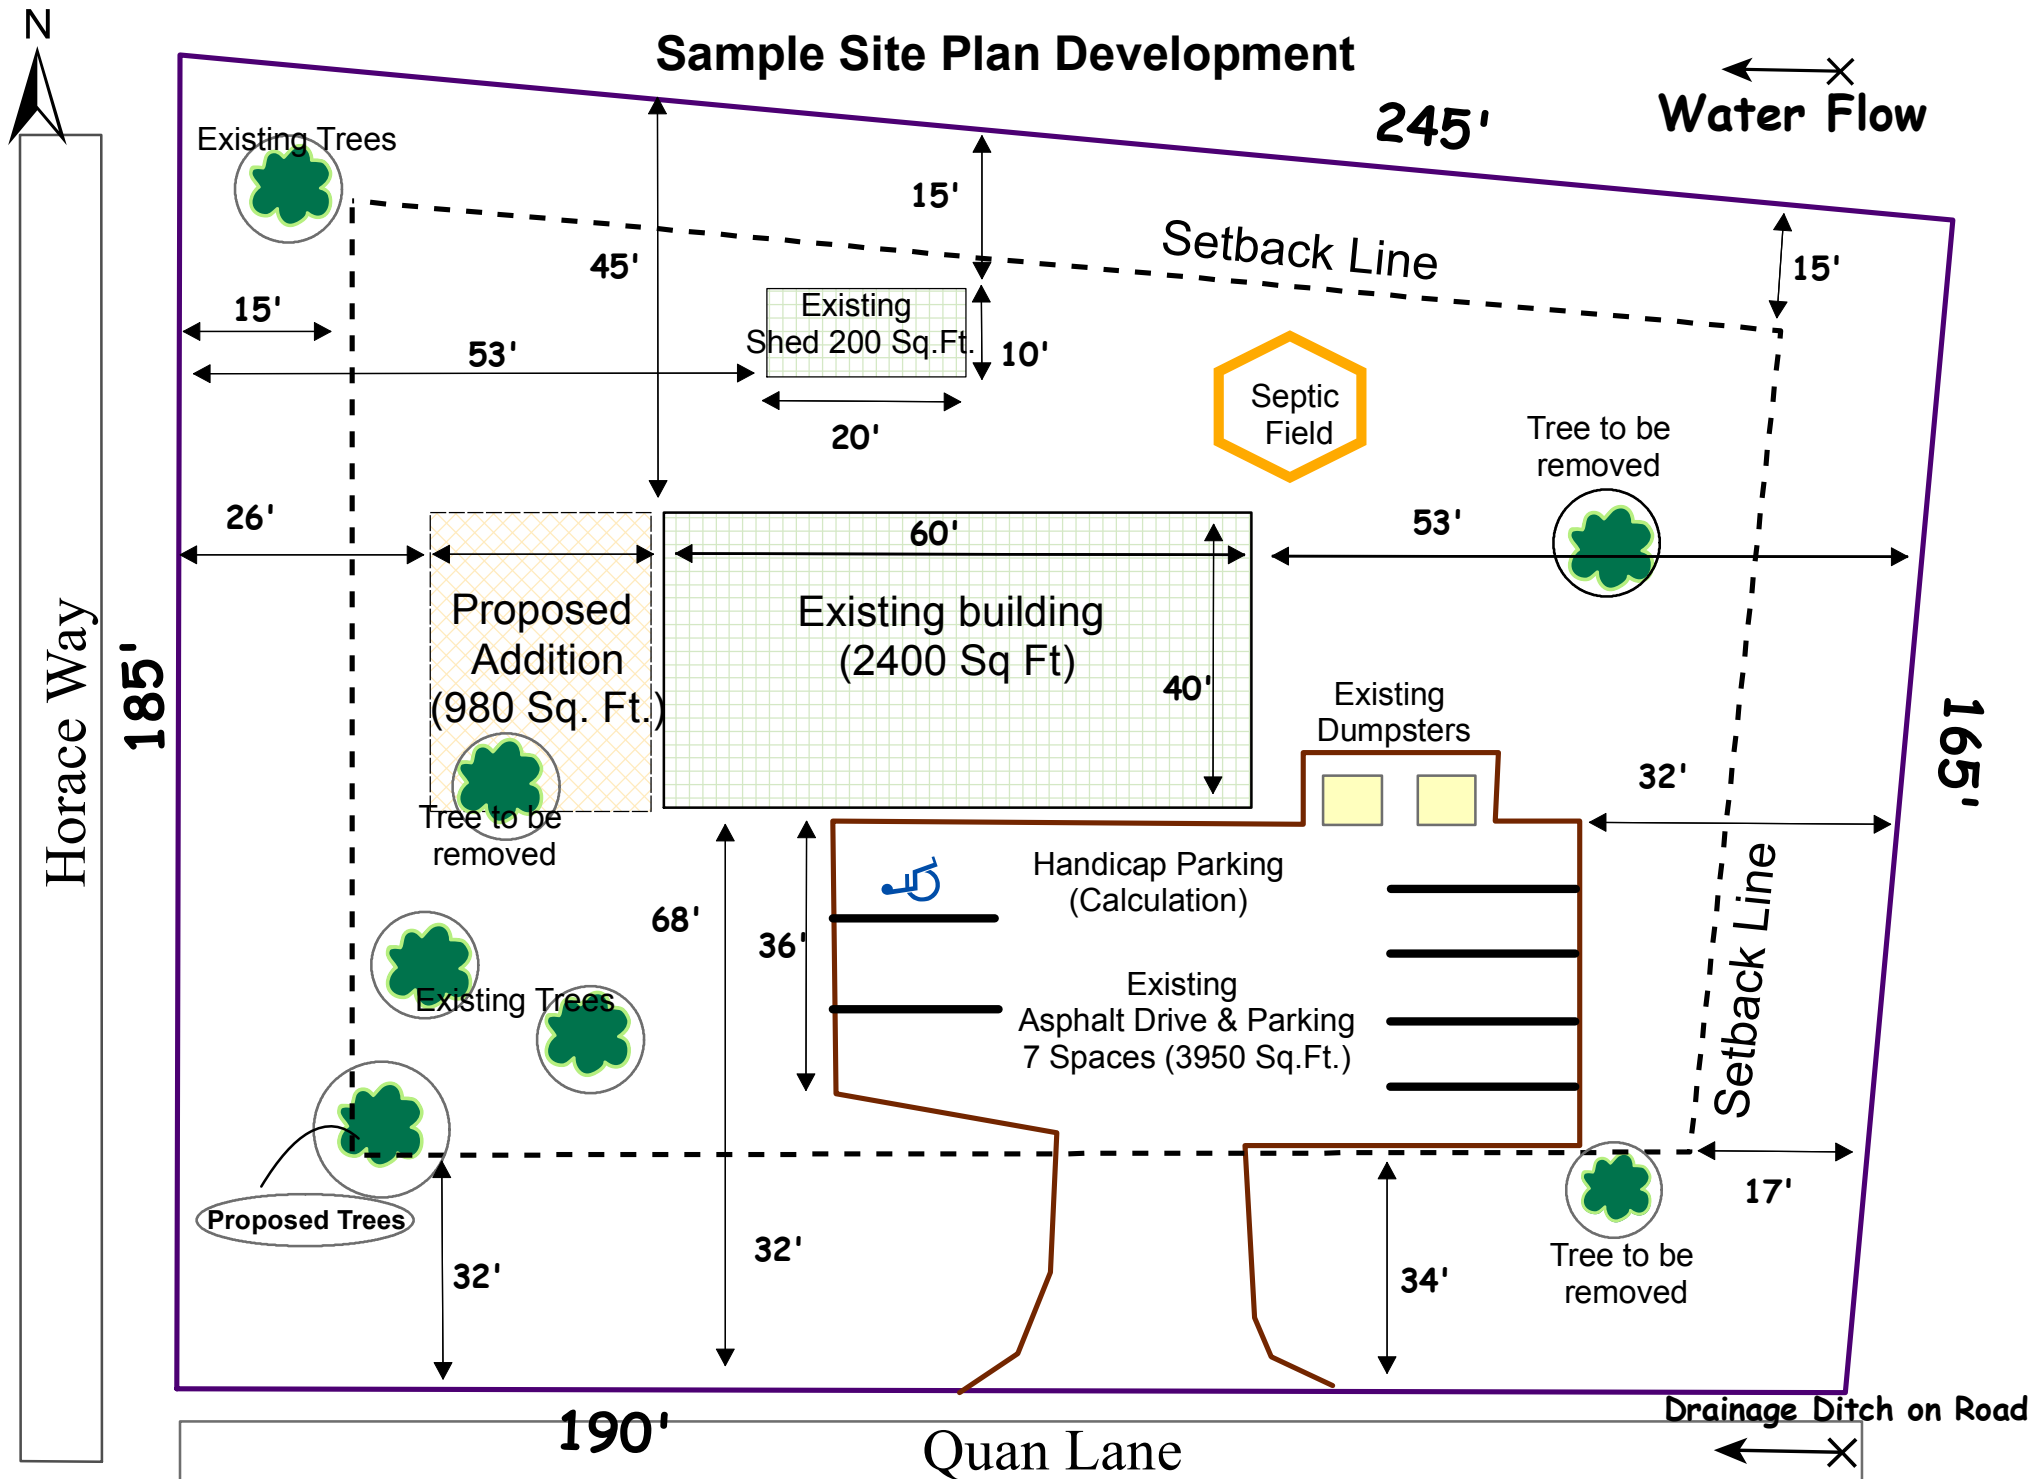 N
Sample Site Plan Development
Water Flow
245'
Existing Trees
15'
Setback Line
45'
15'
15'
Existing
Shed 200 Sq.Ft.
53'
10'
20'
Septic
Field
Tree to be
removed
26'
60'
53'
Proposed
Addition
(980 Sq. Ft.)
Existing building
(2400 Sq Ft)
40'
Horace Way
185'
Existing
Dumpsters
165'
32'
Tree to be
removed
Handicap Parking
(Calculation)
68'
36'
Existing Trees
Existing
Asphalt Drive & Parking
7 Spaces (3950 Sq.Ft.)
Setback Line
17'
Proposed Trees
32'
32'
34'
Tree to be
removed
Drainage Ditch on Road
190'
Quan Lane